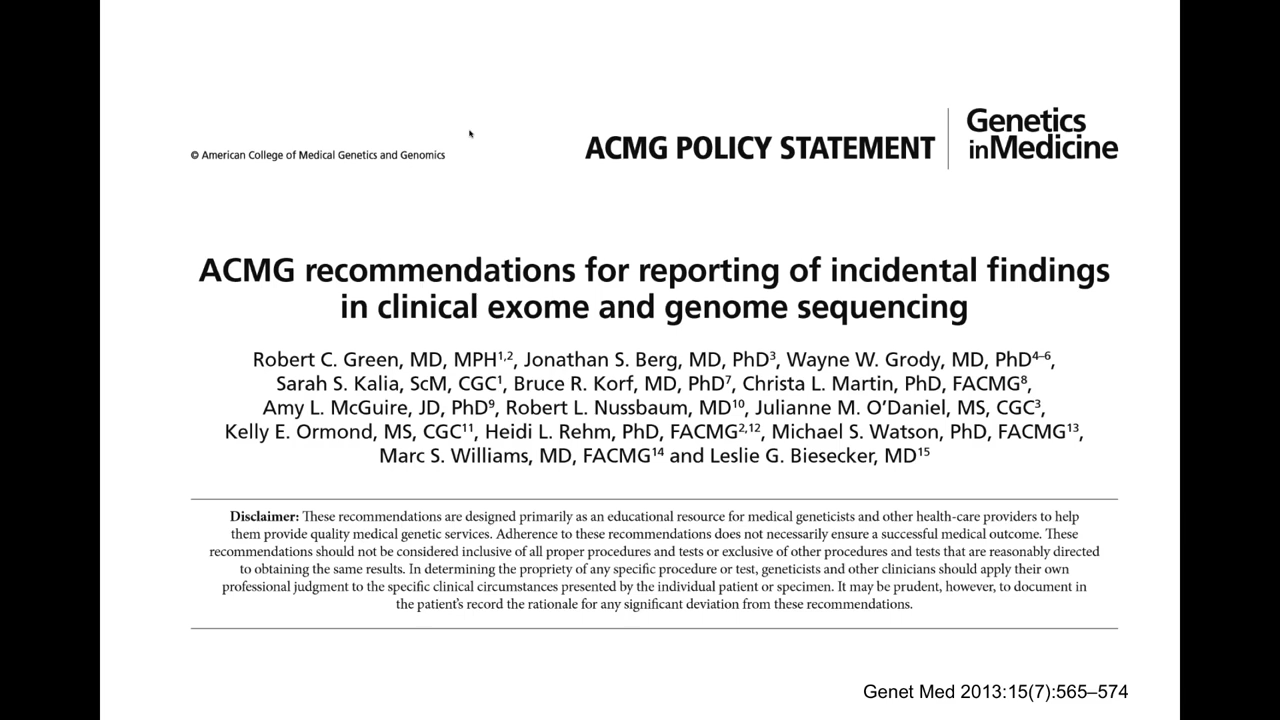 © American College of Medical Genetics and Genomics
ACMG POLICY STATEMENT
Genetics
inMedicine
ACMG recommendations for reporting of incidental findings
in clinical exome and genome sequencing
Robert C. Green, MD, MPH1,2, Jonathan S. Berg, MD, PhD3, Wayne W. Grody, MD, PhD4–6,
Sarah S. Kalia, ScM, CGC1, Bruce R. Korf, MD, PhD7, Christa L. Martin, PhD, FACMG8,
Amy L. McGuire, JD, PhD9, Robert L. Nussbaum, MD10, Julianne M. O’Daniel, MS, CGC3,
Kelly E. Ormond, MS, CGC11, Heidi L. Rehm, PhD, FACMG2,12, Michael S. Watson, PhD, FACMG13,
Marc S. Williams, MD, FACMG14 and Leslie G. Biesecker, MD15
Disclaimer: These recommendations are designed primarily as an educational resource for medical geneticists and other health-care providers to help
them provide quality medical genetic services. Adherence to these recommendations does not necessarily ensure a successful medical outcome. These
recommendations should not be considered inclusive of all proper procedures and tests or exclusive of other procedures and tests that are reasonably directed
to obtaining the same results. In determining the propriety of any specific procedure or test, geneticists and other clinicians should apply their own
professional judgment to the specific clinical circumstances presented by the individual patient or specimen. It may be prudent, however, to document in
the patient’s record the rationale for any significant deviation from these recommendations.
Genet Med 2013:15(7):565–574